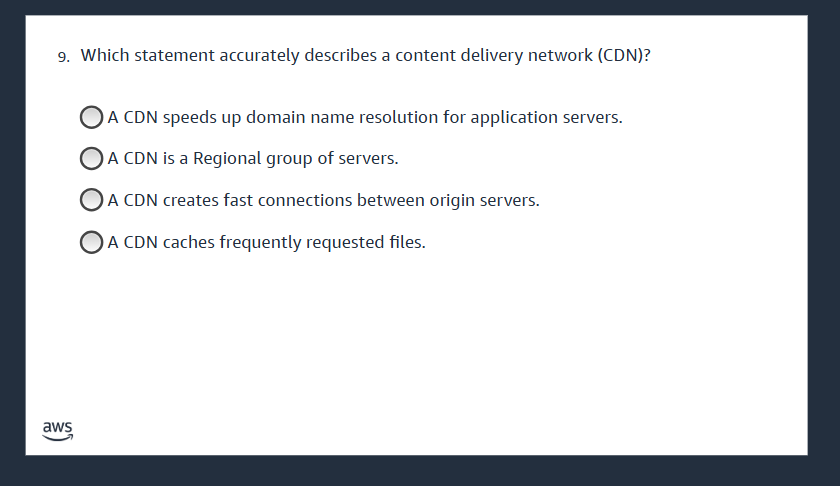 9. Which statement accurately describes a content delivery network (CDN)?
A CDN speeds up domain name resolution for application servers.
A CDN is a Regional group of servers.
A CDN creates fast connections between origin servers.
A CDN caches frequently requested files.
aws